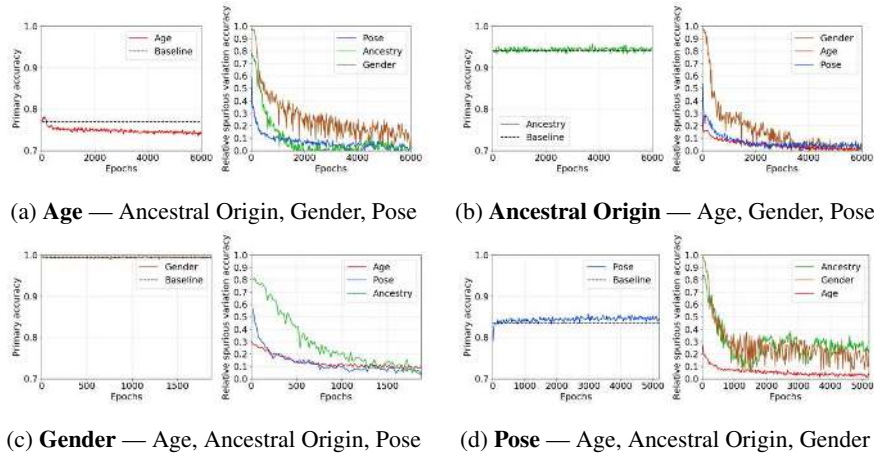 1.0
0.9
0.8
0.7
Primary accuracy
0
2000
4000
6000
Epochs
Age
Baseline
1.0
0.9
0.8
0.7
0.6
0.5
0.4
0.3
0.2
0.1
0.0
Relative spurious variation accuracy
0
2000
4000
6000
Epochs
Pose
Ancestry
Gender
1.0
0.9
0.8
0.7
Primary accuracy
0
2000
4000
6000
Epochs
Ancestry
Baseline
1.0
0.9
0.8
0.7
0.6
0.5
0.4
0.3
0.2
0.1
0.0
Relative spurious variation accuracy
0
2000
4000
6000
Epochs
Gender
Age
Pose
(a) Age — Ancestral Origin, Gender, Pose
(b) Ancestral Origin — Age, Gender, Pose
1.0
0.9
0.8
0.7
Primary accuracy
0
500
1000
1500
Epochs
Gender
Baseline
1.0
0.9
0.8
0.7
0.6
0.5
0.4
0.3
0.2
0.1
0.0
Relative spurious variation accuracy
0
500
1000
1500
Epochs
Age
Pose
Ancestry
1.0
0.9
0.8
0.7
Primary accuracy
0
1000
2000
3000
4000
5000
Epochs
Pose
Baseline
1.0
0.9
0.8
0.7
0.6
0.5
0.4
0.3
0.2
0.1
0.0
Relative spurious variation accuracy
0
1000
2000
3000
4000
5000
Epochs
Ancestry
Gender
Age
(c) Gender — Age, Ancestral Origin, Pose
(d) Pose — Age, Ancestral Origin, Gender